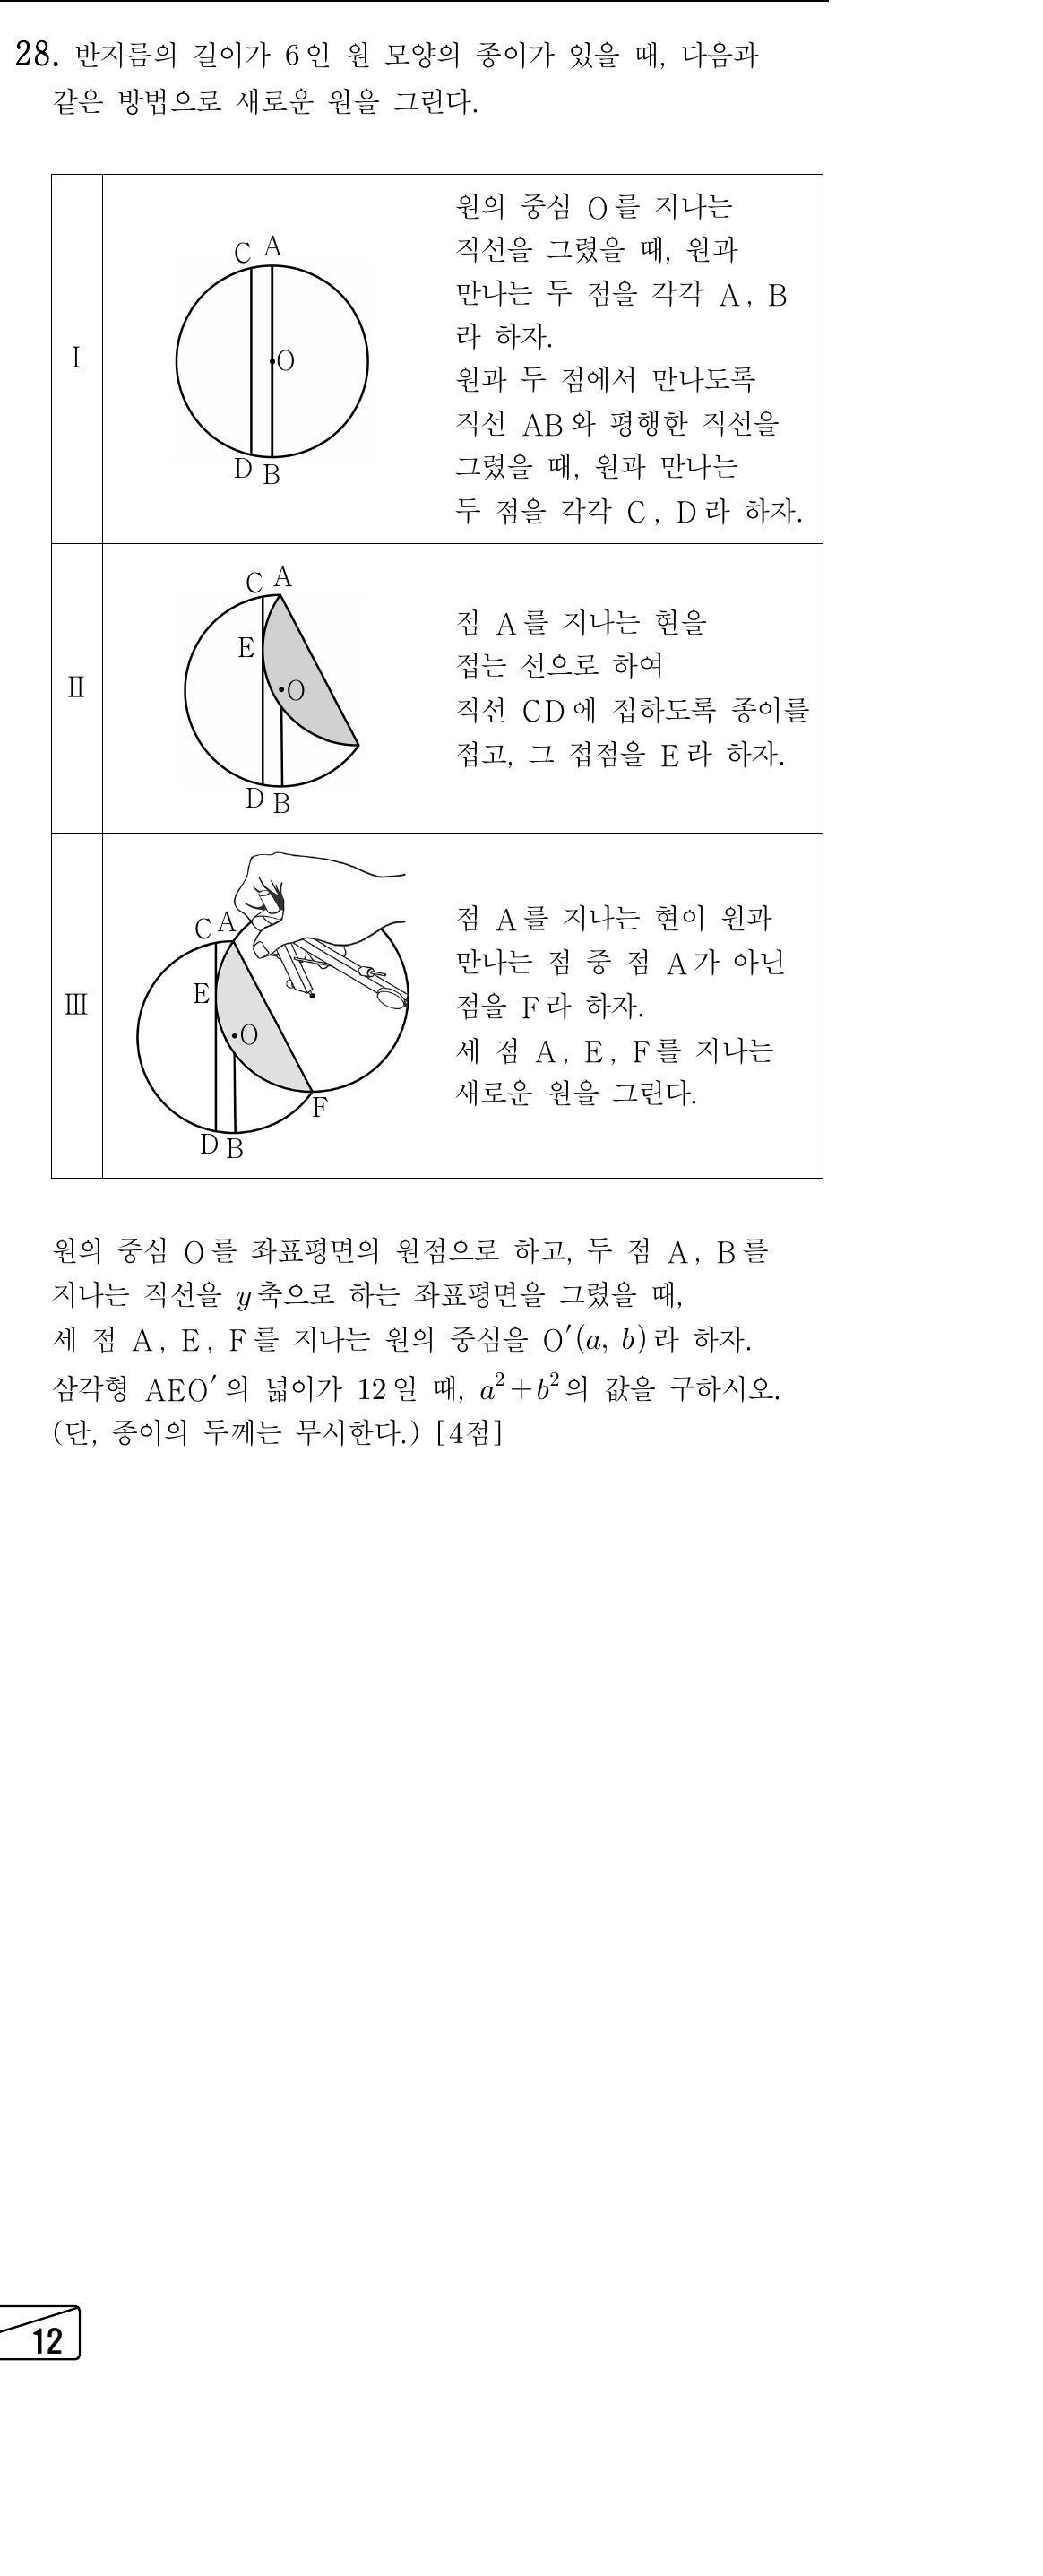 28. 반지름의 길이가 6인 원 모양의 종이가 있을 때, 다음과
같은 방법으로 새로운 원을 그린다.
Ⅰ
C A
O
D B
원의 중심 O를 지나는
직선을 그렸을 때, 원과
만나는 두 점을 각각 A, B
라 하자.
원과 두 점에서 만나도록
직선 AB와 평행한 직선을
그렸을 때, 원과 만나는
두 점을 각각 C, D라 하자.
Ⅱ
C A
E
O
D B
점 A를 지나는 현을
접는 선으로 하여
직선 CD에 접하도록 종이를
접고, 그 접점을 E라 하자.
Ⅲ
C A
E
O
F
D B
점 A를 지나는 현이 원과
만나는 점 중 점 A가 아닌
점을 F라 하자.
세 점 A, E, F를 지나는
새로운 원을 그린다.
원의 중심 O를 좌표평면의 원점으로 하고, 두 점 A, B를
지나는 직선을 y축으로 하는 좌표평면을 그렸을 때,
세 점 A, E, F를 지나는 원의 중심을 O′(a, b)라 하자.
삼각형 AEO′의 넓이가 12일 때, a²+b²의 값을 구하시오.
(단, 종이의 두께는 무시한다.) [4점]
12